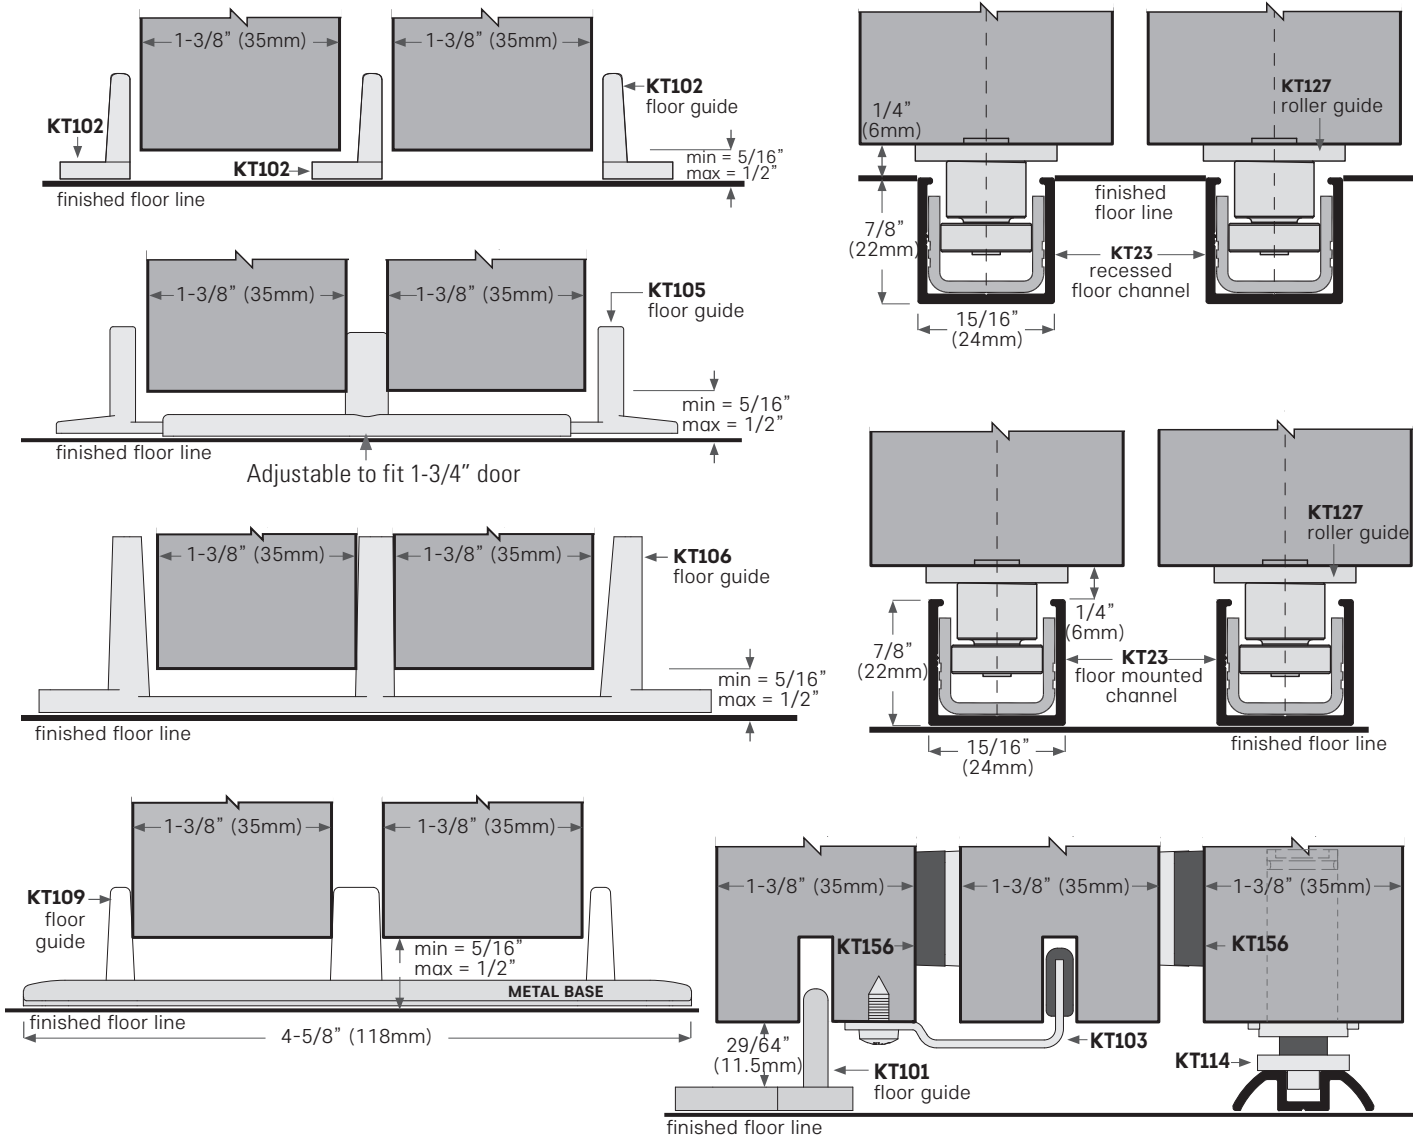 1-3/8” (35mm)
1-3/8” (35mm)
KT102
floor guide
KT102
KT102
min = 5/16”
max = 1/2”
finished floor line
1-3/8” (35mm)
1-3/8” (35mm)
KT105
floor guide
min = 5/16”
max = 1/2”
finished floor line
Adjustable to fit 1-3/4” door
1-3/8” (35mm)
1-3/8” (35mm)
KT106
floor guide
min = 5/16”
max = 1/2”
finished floor line
1-3/8” (35mm)
1-3/8” (35mm)
KT109
floor
guide
min = 5/16”
max = 1/2”
METAL BASE
finished floor line
4-5/8” (118mm)
KT127
roller guide
1/4”
(6mm)
finished
floor line
7/8”
(22mm)
KT23
recessed
floor channel
15/16”
(24mm)
KT127
roller guide
1/4”
(6mm)
7/8”
(22mm)
KT23
floor mounted
channel
finished floor line
15/16”
(24mm)
1-3/8” (35mm)
1-3/8” (35mm)
1-3/8” (35mm)
KT156
KT156
29/64”
(11.5mm)
KT103
KT114
KT101
floor guide
finished floor line